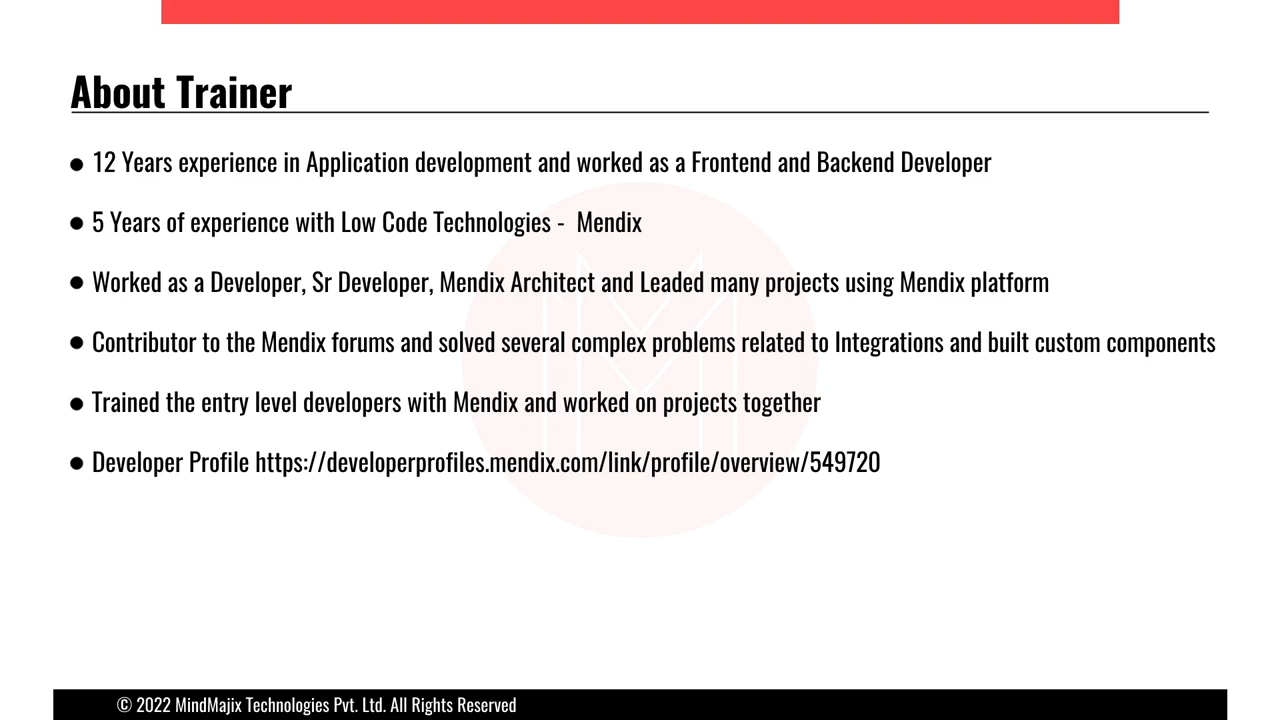 About Trainer
● 12 Years experience in Application development and worked as a Frontend and Backend Developer
● 5 Years of experience with Low Code Technologies -  Mendix
● Worked as a Developer, Sr Developer, Mendix Architect and Leaded many projects using Mendix platform
● Contributor to the Mendix forums and solved several complex problems related to Integrations and built custom components
● Trained the entry level developers with Mendix and worked on projects together
● Developer Profile https://developerprofiles.mendix.com/link/profile/overview/549720
© 2022 MindMajix Technologies Pvt. Ltd. All Rights Reserved